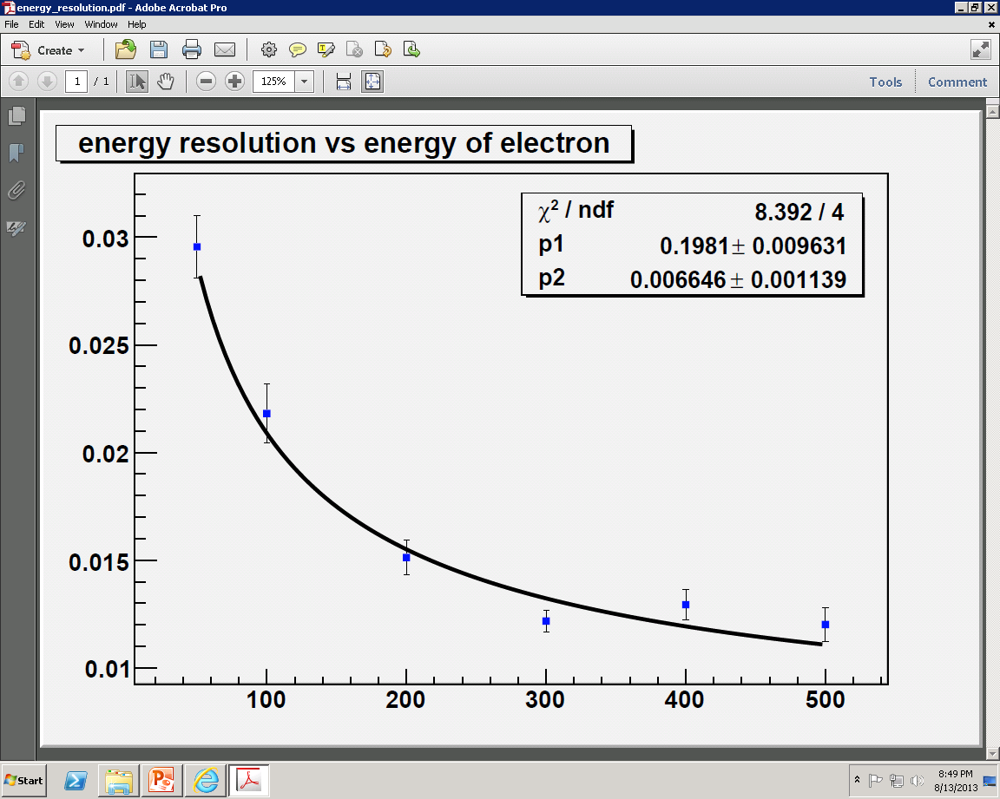 energy_resolution.pdf - Adobe Acrobat Pro
File Edit View Window Help
Create
1 / 1 125% Tools Comment
energy resolution vs energy of electron
χ² / ndf 8.392 / 4
p1 0.1981± 0.009631
p2 0.006646 ± 0.001139
0.03
0.025
0.02
0.015
0.01
100 200 300 400 500
Start
8:49 PM
8/13/2013